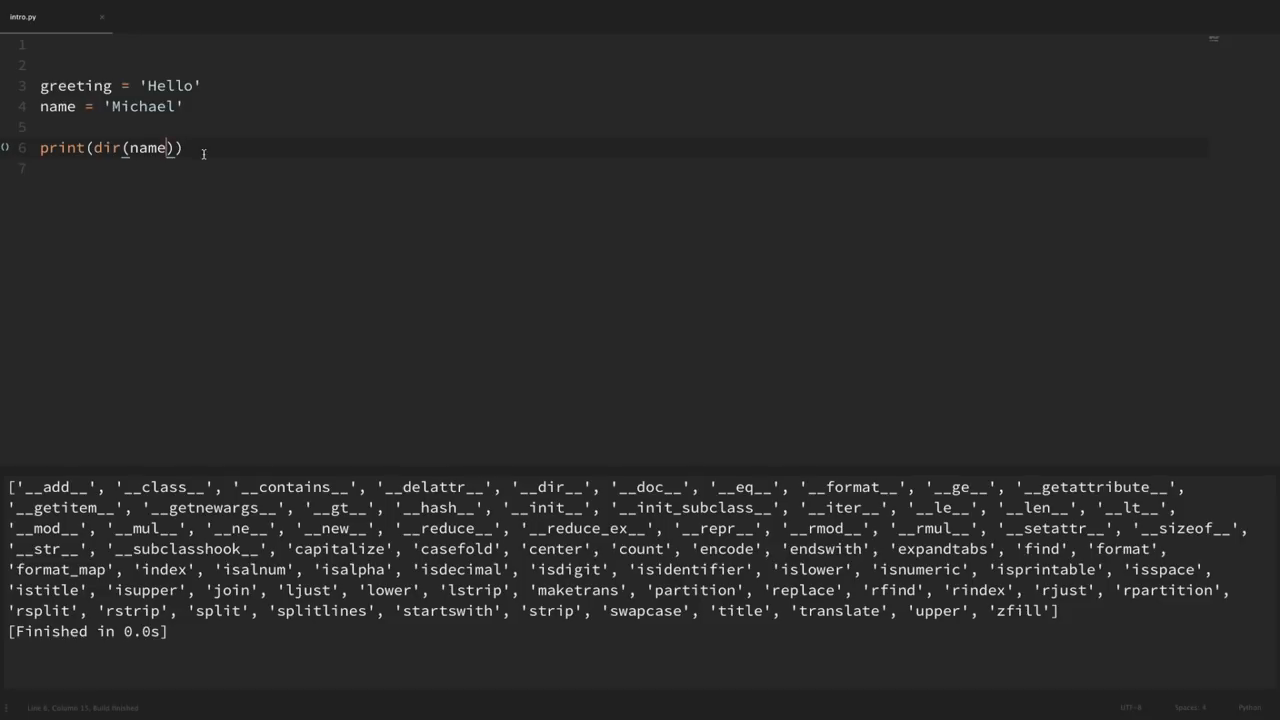 intro.py ×
1
2
3 greeting = 'Hello'
4 name = 'Michael'
5
() 6 print(dir(name))
7
['__add__', '__class__', '__contains__', '__delattr__', '__dir__', '__doc__', '__eq__', '__format__', '__ge__', '__getattribute__',
'__getitem__', '__getnewargs__', '__gt__', '__hash__', '__init__', '__init_subclass__', '__iter__', '__le__', '__len__', '__lt__',
'__mod__', '__mul__', '__ne__', '__new__', '__reduce__', '__reduce_ex__', '__repr__', '__rmod__', '__rmul__', '__setattr__', '__sizeof__',
'__str__', '__subclasshook__', 'capitalize', 'casefold', 'center', 'count', 'encode', 'endswith', 'expandtabs', 'find', 'format',
'format_map', 'index', 'isalnum', 'isalpha', 'isdecimal', 'isdigit', 'isidentifier', 'islower', 'isnumeric', 'isprintable', 'isspace',
'istitle', 'isupper', 'join', 'ljust', 'lower', 'lstrip', 'maketrans', 'partition', 'replace', 'rfind', 'rindex', 'rjust', 'rpartition',
'rsplit', 'rstrip', 'split', 'splitlines', 'startswith', 'strip', 'swapcase', 'title', 'translate', 'upper', 'zfill']
[Finished in 0.0s]
Line 6, Column 15, Build finished UTF-8 Spaces: 4 Python